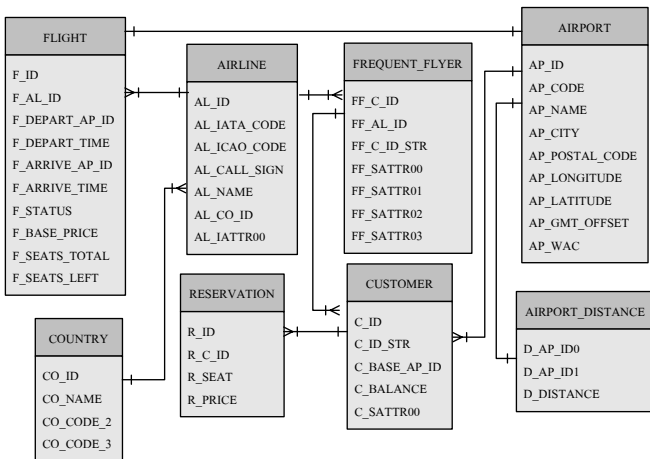 FLIGHT
F_ID
F_AL_ID
F_DEPART_AP_ID
F_DEPART_TIME
F_ARRIVE_AP_ID
F_ARRIVE_TIME
F_STATUS
F_BASE_PRICE
F_SEATS_TOTAL
F_SEATS_LEFT
AIRLINE
AL_ID
AL_IATA_CODE
AL_ICAO_CODE
AL_CALL_SIGN
AL_NAME
AL_CO_ID
AL_IATTR00
FREQUENT_FLYER
FF_C_ID
FF_AL_ID
FF_C_ID_STR
FF_SATTR00
FF_SATTR01
FF_SATTR02
FF_SATTR03
AIRPORT
AP_ID
AP_CODE
AP_NAME
AP_CITY
AP_POSTAL_CODE
AP_LONGITUDE
AP_LATITUDE
AP_GMT_OFFSET
AP_WAC
COUNTRY
CO_ID
CO_NAME
CO_CODE_2
CO_CODE_3
RESERVATION
R_ID
R_C_ID
R_SEAT
R_PRICE
CUSTOMER
C_ID
C_ID_STR
C_BASE_AP_ID
C_BALANCE
C_SATTR00
AIRPORT_DISTANCE
D_AP_ID0
D_AP_ID1
D_DISTANCE